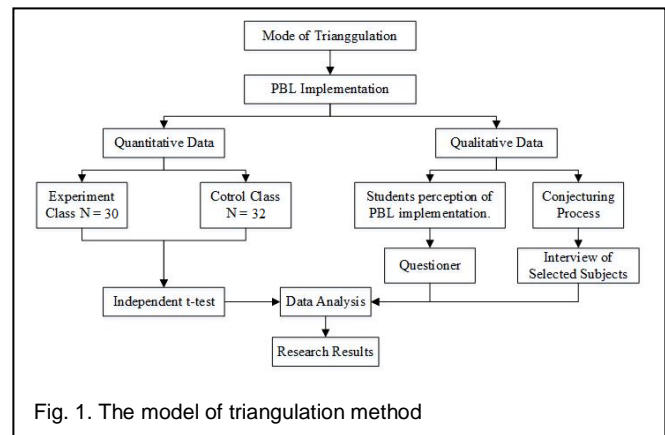 Mode of Trianggulation
PBL Implementation
Quantitative Data
Qualitative Data
Experiment
Class N = 30
Cotrol Class
N = 32
Students perception of
PBL implementation.
Conjecturing
Process
Questioner
Interview of
Selected Subjects
Independent t-test
Data Analysis
Research Results
Fig. 1. The model of triangulation method